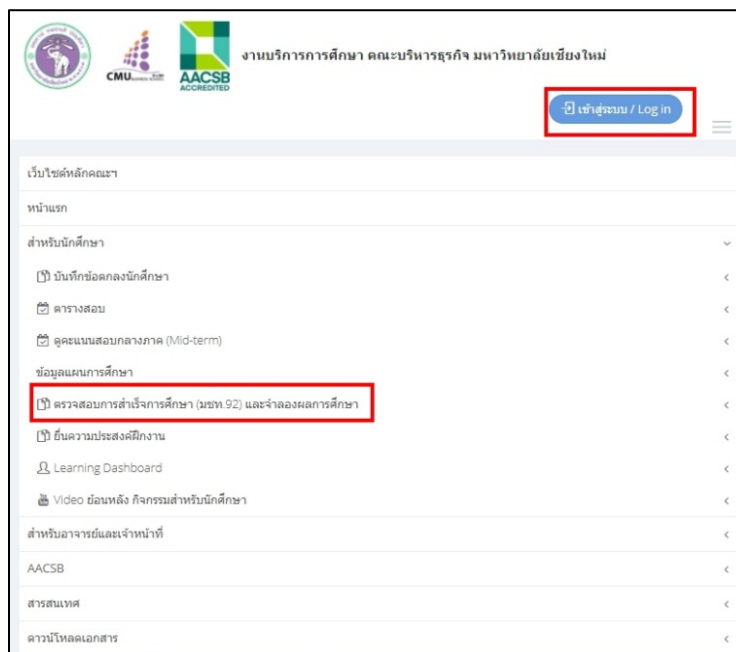 CMU BUSINESS SCHOOL
AACSB
ACCREDITED
งานบริการการศึกษา คณะบริหารธุรกิจ มหาวิทยาลัยเชียงใหม่
เข้าสู่ระบบ / Log in
เว็บไซต์หลักคณะฯ
หน้าแรก
สำหรับนักศึกษา
บันทึกข้อตกลงนักศึกษา
ตารางสอบ
ดูคะแนนสอบกลางภาค (Mid-term)
ข้อมูลแผนการศึกษา
ตรวจสอบการสำเร็จการศึกษา (มชท.92) และจำลองผลการศึกษา
ยื่นความประสงค์ฝึกงาน
Learning Dashboard
Video ย้อนหลัง กิจกรรมสำหรับนักศึกษา
สำหรับอาจารย์และเจ้าหน้าที่
AACSB
สารสนเทศ
ดาวน์โหลดเอกสาร